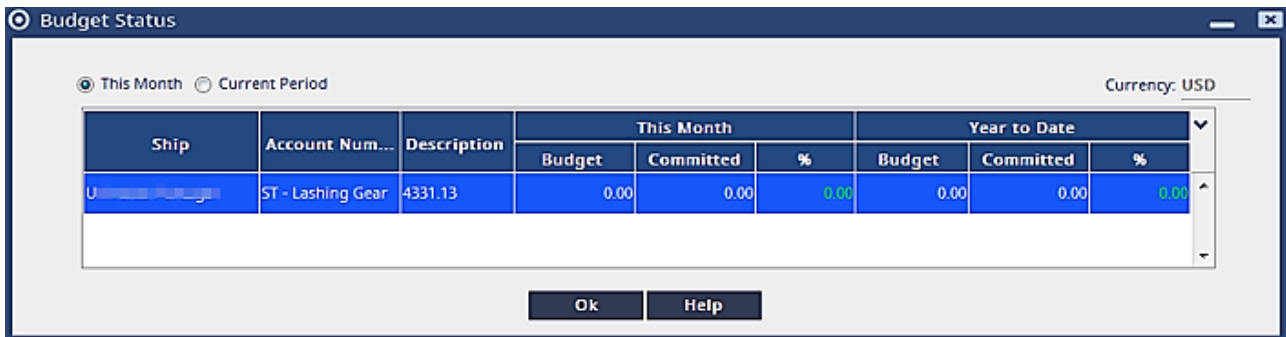 Budget Status
This Month Current Period Currency: USD
Ship Account Num... Description This Month Year to Date
Budget Committed % Budget Committed %
ST - Lashing Gear 4331.13 0.00 0.00 0.00 0.00 0.00 0.00
Ok Help